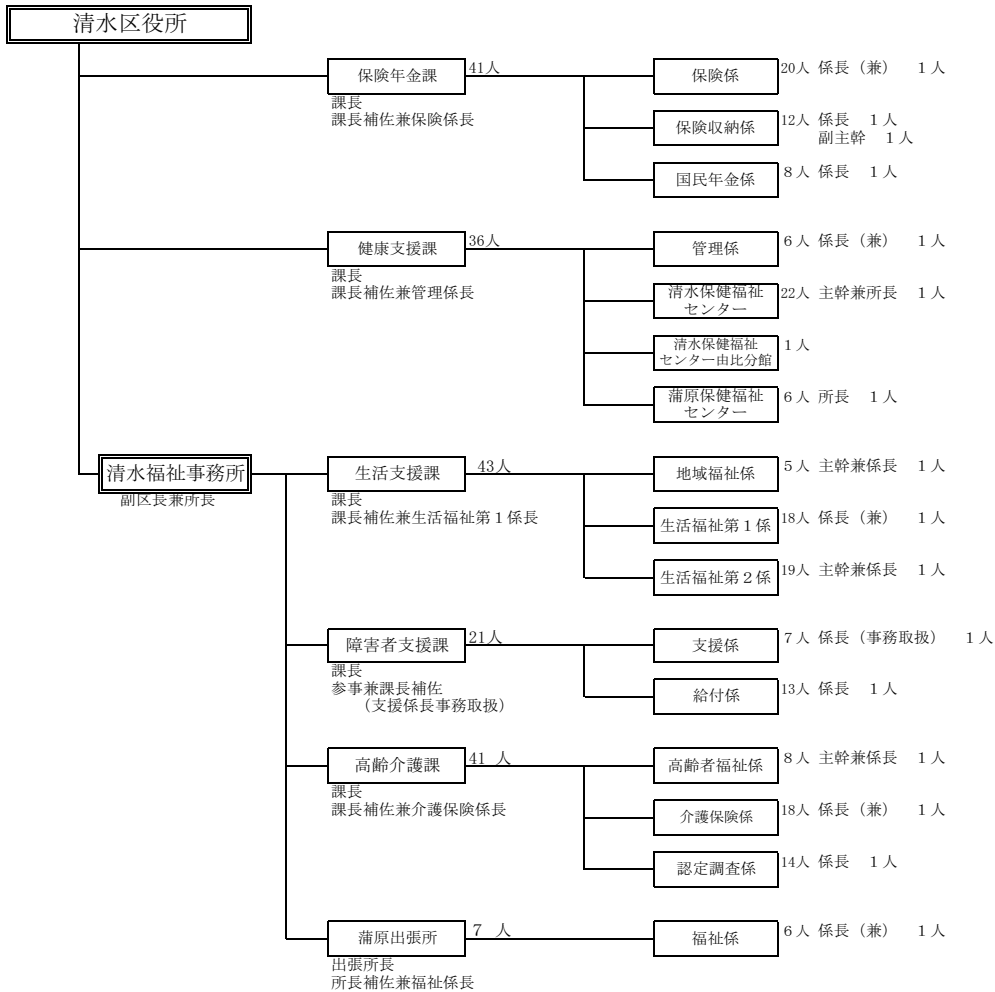 清水区役所
保険年金課 41人
課長
課長補佐兼保険係長
保険係 20人 係長（兼） 1人
保険収納係 12人 係長 1人
副主幹 1人
国民年金係 8人 係長 1人
健康支援課 36人
課長
課長補佐兼管理係長
管理係 6人 係長（兼） 1人
清水保健福祉
センター 22人 主幹兼所長 1人
清水保健福祉
センター由比分館 1人
蒲原保健福祉
センター 6人 所長 1人
清水福祉事務所
副区長兼所長
生活支援課 43人
課長
課長補佐兼生活福祉第1係長
地域福祉係 5人 主幹兼係長 1人
生活福祉第1係 18人 係長（兼） 1人
生活福祉第2係 19人 主幹兼係長 1人
障害者支援課 21人
課長
参事兼課長補佐
（支援係長事務取扱）
支援係 7人 係長（事務取扱） 1人
給付係 13人 係長 1人
高齢介護課 41 人
課長
課長補佐兼介護保険係長
高齢者福祉係 8人 主幹兼係長 1人
介護保険係 18人 係長（兼） 1人
認定調査係 14人 係長 1人
蒲原出張所 7 人
出張所長
所長補佐兼福祉係長
福祉係 6人 係長（兼） 1人